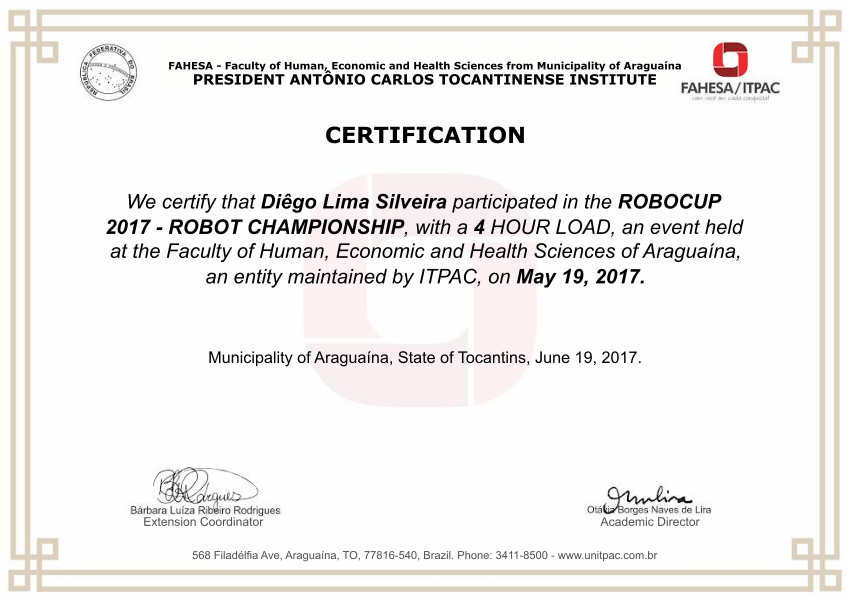 REPÚBLICA FEDERATIVA DO BRASIL
FAHESA - Faculty of Human, Economic and Health Sciences from Municipality of Araguaína
PRESIDENT ANTÔNIO CARLOS TOCANTINENSE INSTITUTE
FAHESA/ITPAC
com você em cada conquista!
CERTIFICATION
We certify that Diêgo Lima Silveira participated in the ROBOCUP
2017 - ROBOT CHAMPIONSHIP, with a 4 HOUR LOAD, an event held
at the Faculty of Human, Economic and Health Sciences of Araguaína,
an entity maintained by ITPAC, on May 19, 2017.
Municipality of Araguaína, State of Tocantins, June 19, 2017.
Bárbara Luíza Ribeiro Rodrigues
Extension Coordinator
Otávia Borges Naves de Lira
Academic Director
568 Filadélfia Ave, Araguaína, TO, 77816-540, Brazil. Phone: 3411-8500 - www.unitpac.com.br